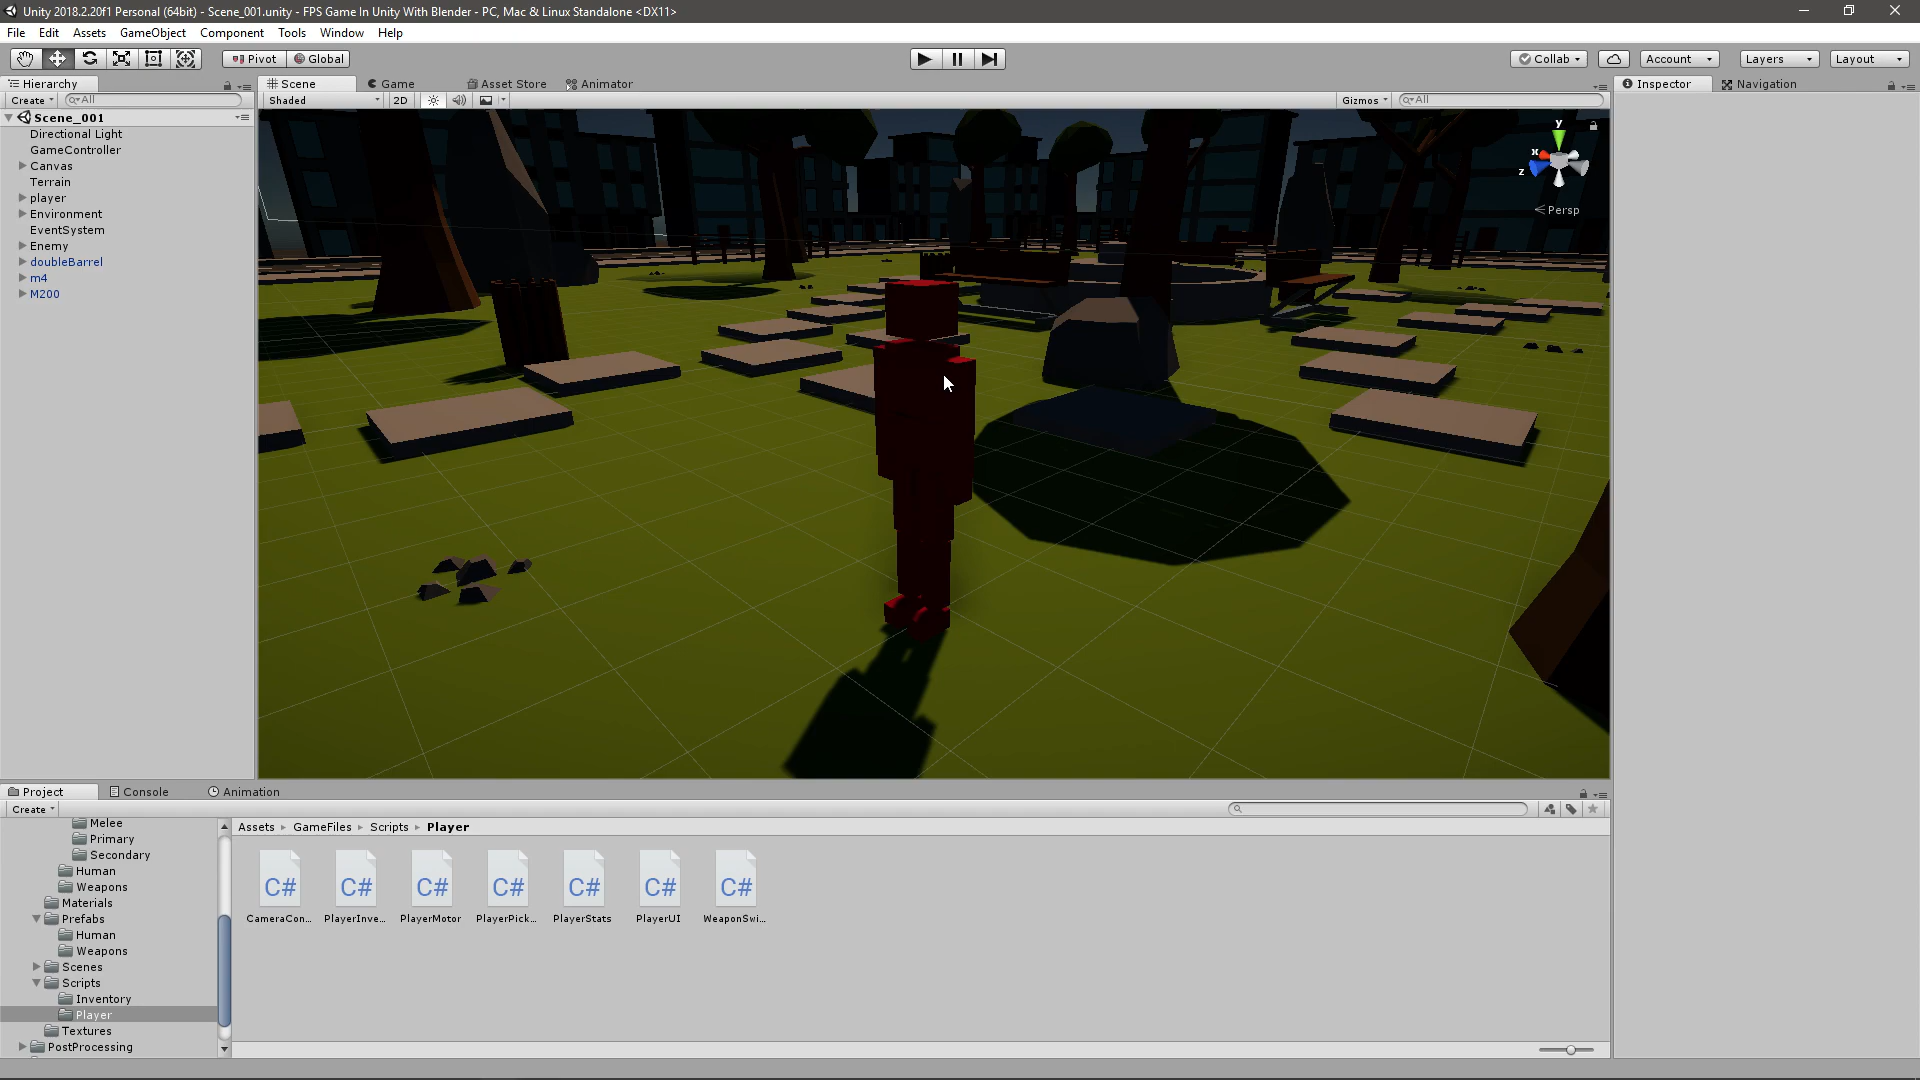 Unity 2018.2.20f1 Personal (64bit) - Scene_001.unity - FPS Game In Unity With Blender - PC, Mac & Linux Standalone <DX11>
File Edit Assets GameObject Component Tools Window Help
Pivot Global Collab Account Layers Layout
Hierarchy Scene Game Asset Store Animator Inspector Navigation
Create All Shaded 2D Gizmos All
Scene_001
Directional Light
GameController
Canvas
Terrain
player
Environment
EventSystem
Enemy
doubleBarrel
m4
M200
y
x
z
Persp
Project Console Animation
Create
Assets GameFiles Scripts Player
Melee
Primary
Secondary
Human
Weapons
Materials
Prefabs
Human
Weapons
Scenes
Scripts
Inventory
Player
Textures
PostProcessing
C# C# C# C# C# C# C#
CameraCon... PlayerInve... PlayerMotor PlayerPick... PlayerStats PlayerUI WeaponSwi...